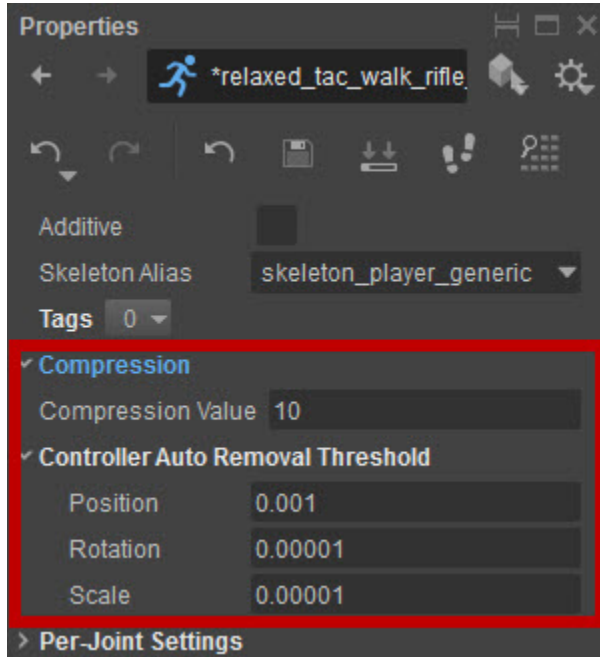 Properties
*relaxed_tac_walk_rifle_
Additive
Skeleton Alias skeleton_player_generic
Tags 0
Compression
Compression Value 10
Controller Auto Removal Threshold
Position 0.001
Rotation 0.00001
Scale 0.00001
Per-Joint Settings